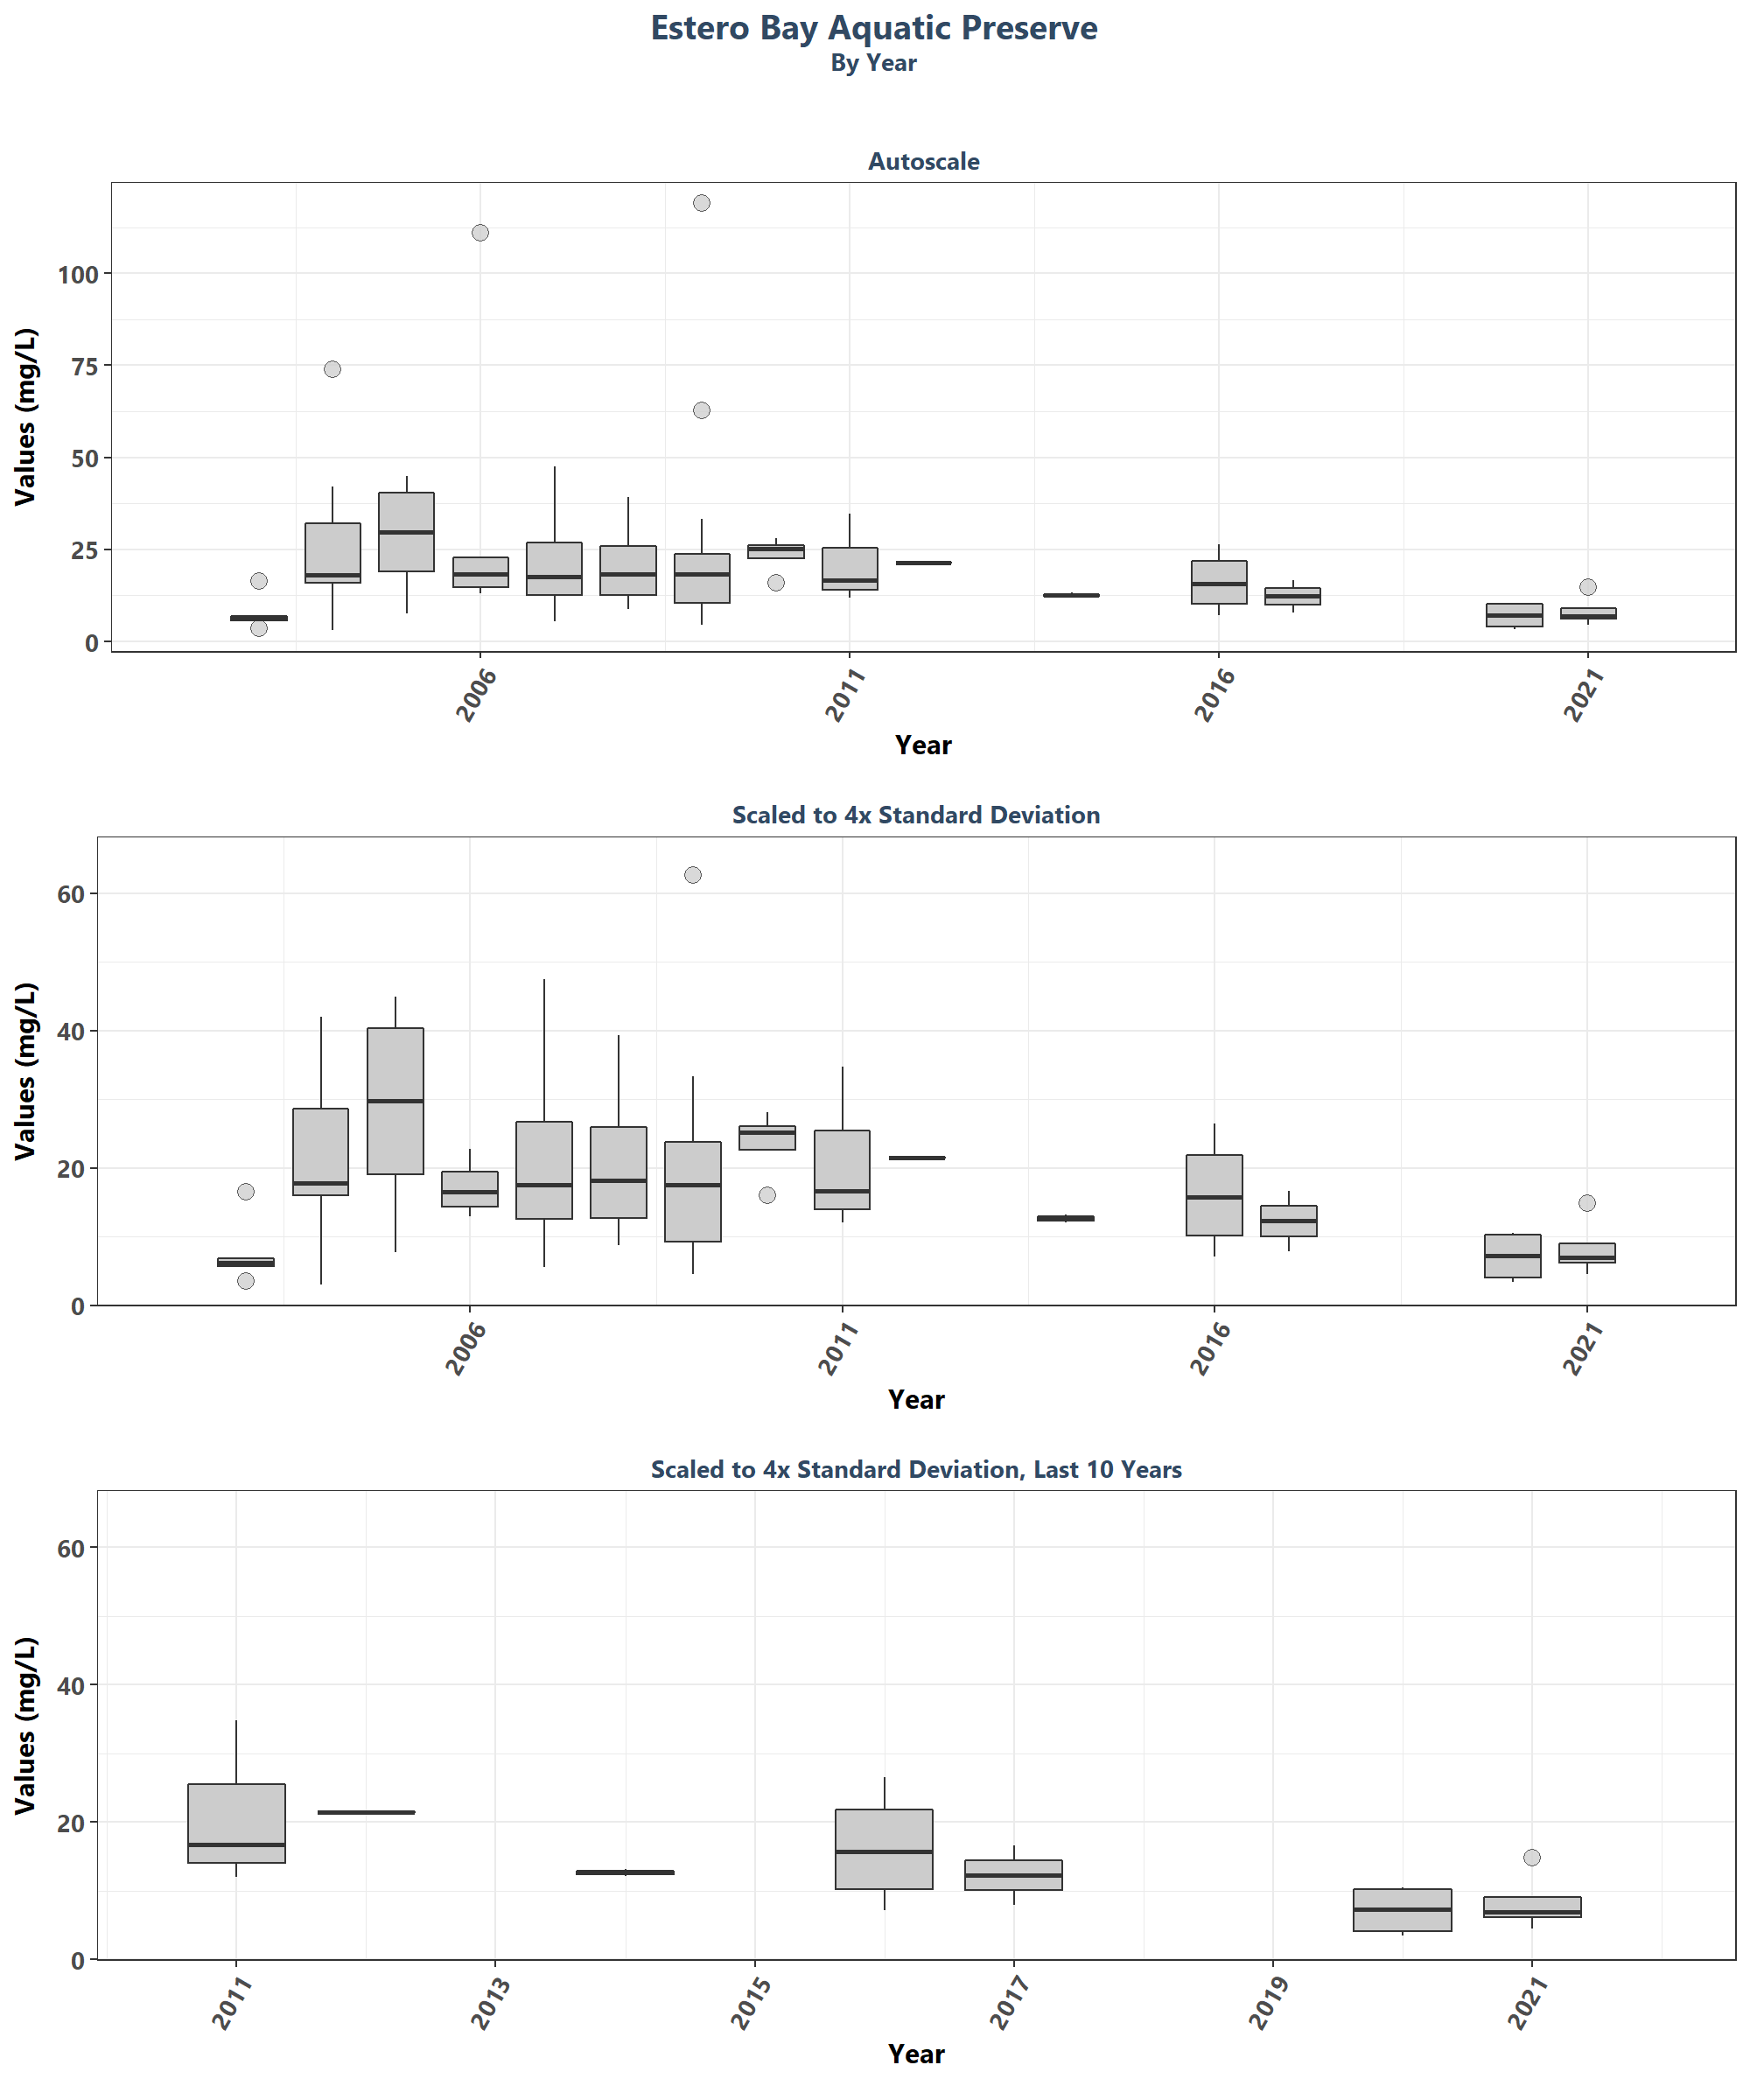 Estero Bay Aquatic Preserve
By Year
Autoscale
Values (mg/L)
100
75
50
25
0
2006
2011
2016
2021
Year
Scaled to 4x Standard Deviation
Values (mg/L)
60
40
20
0
2006
2011
2016
2021
Year
Scaled to 4x Standard Deviation, Last 10 Years
Values (mg/L)
60
40
20
0
2011
2013
2015
2017
2019
2021
Year